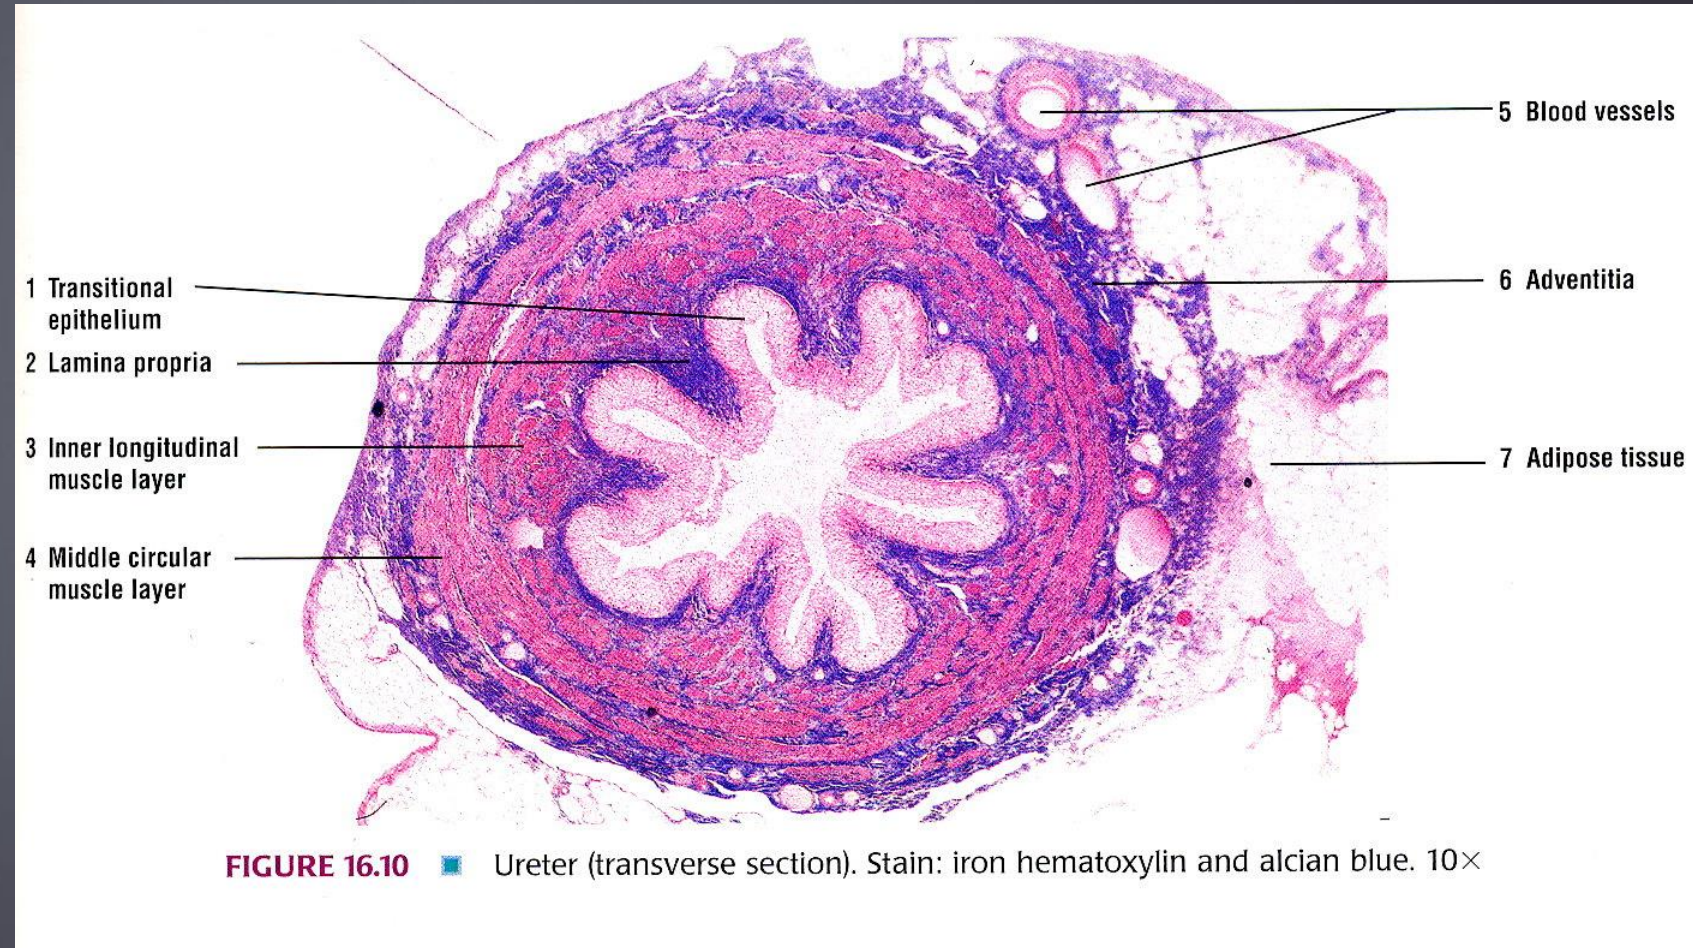 1 Transitional
epithelium
2 Lamina propria
3 Inner longitudinal
muscle layer
4 Middle circular
muscle layer
5 Blood vessels
6 Adventitia
7 Adipose tissue
FIGURE 16.10 ■ Ureter (transverse section). Stain: iron hematoxylin and alcian blue. 10×